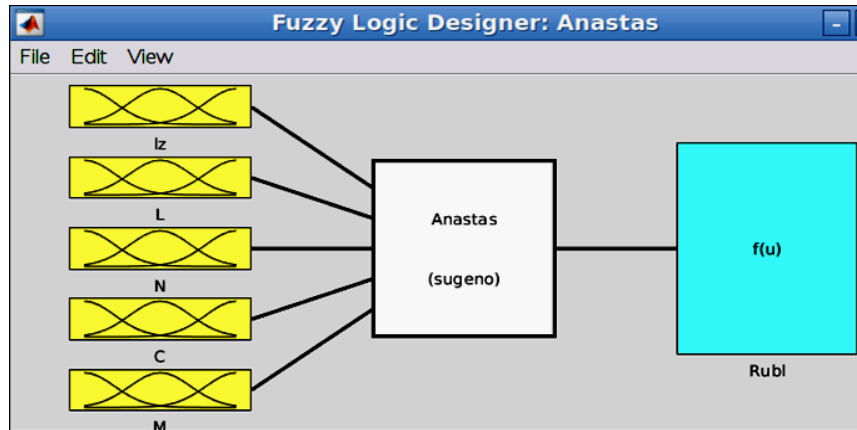 Fuzzy Logic Designer: Anastas
File Edit View
Iz
L
N
C
M
Anastas
(sugeno)
f(u)
Rubl